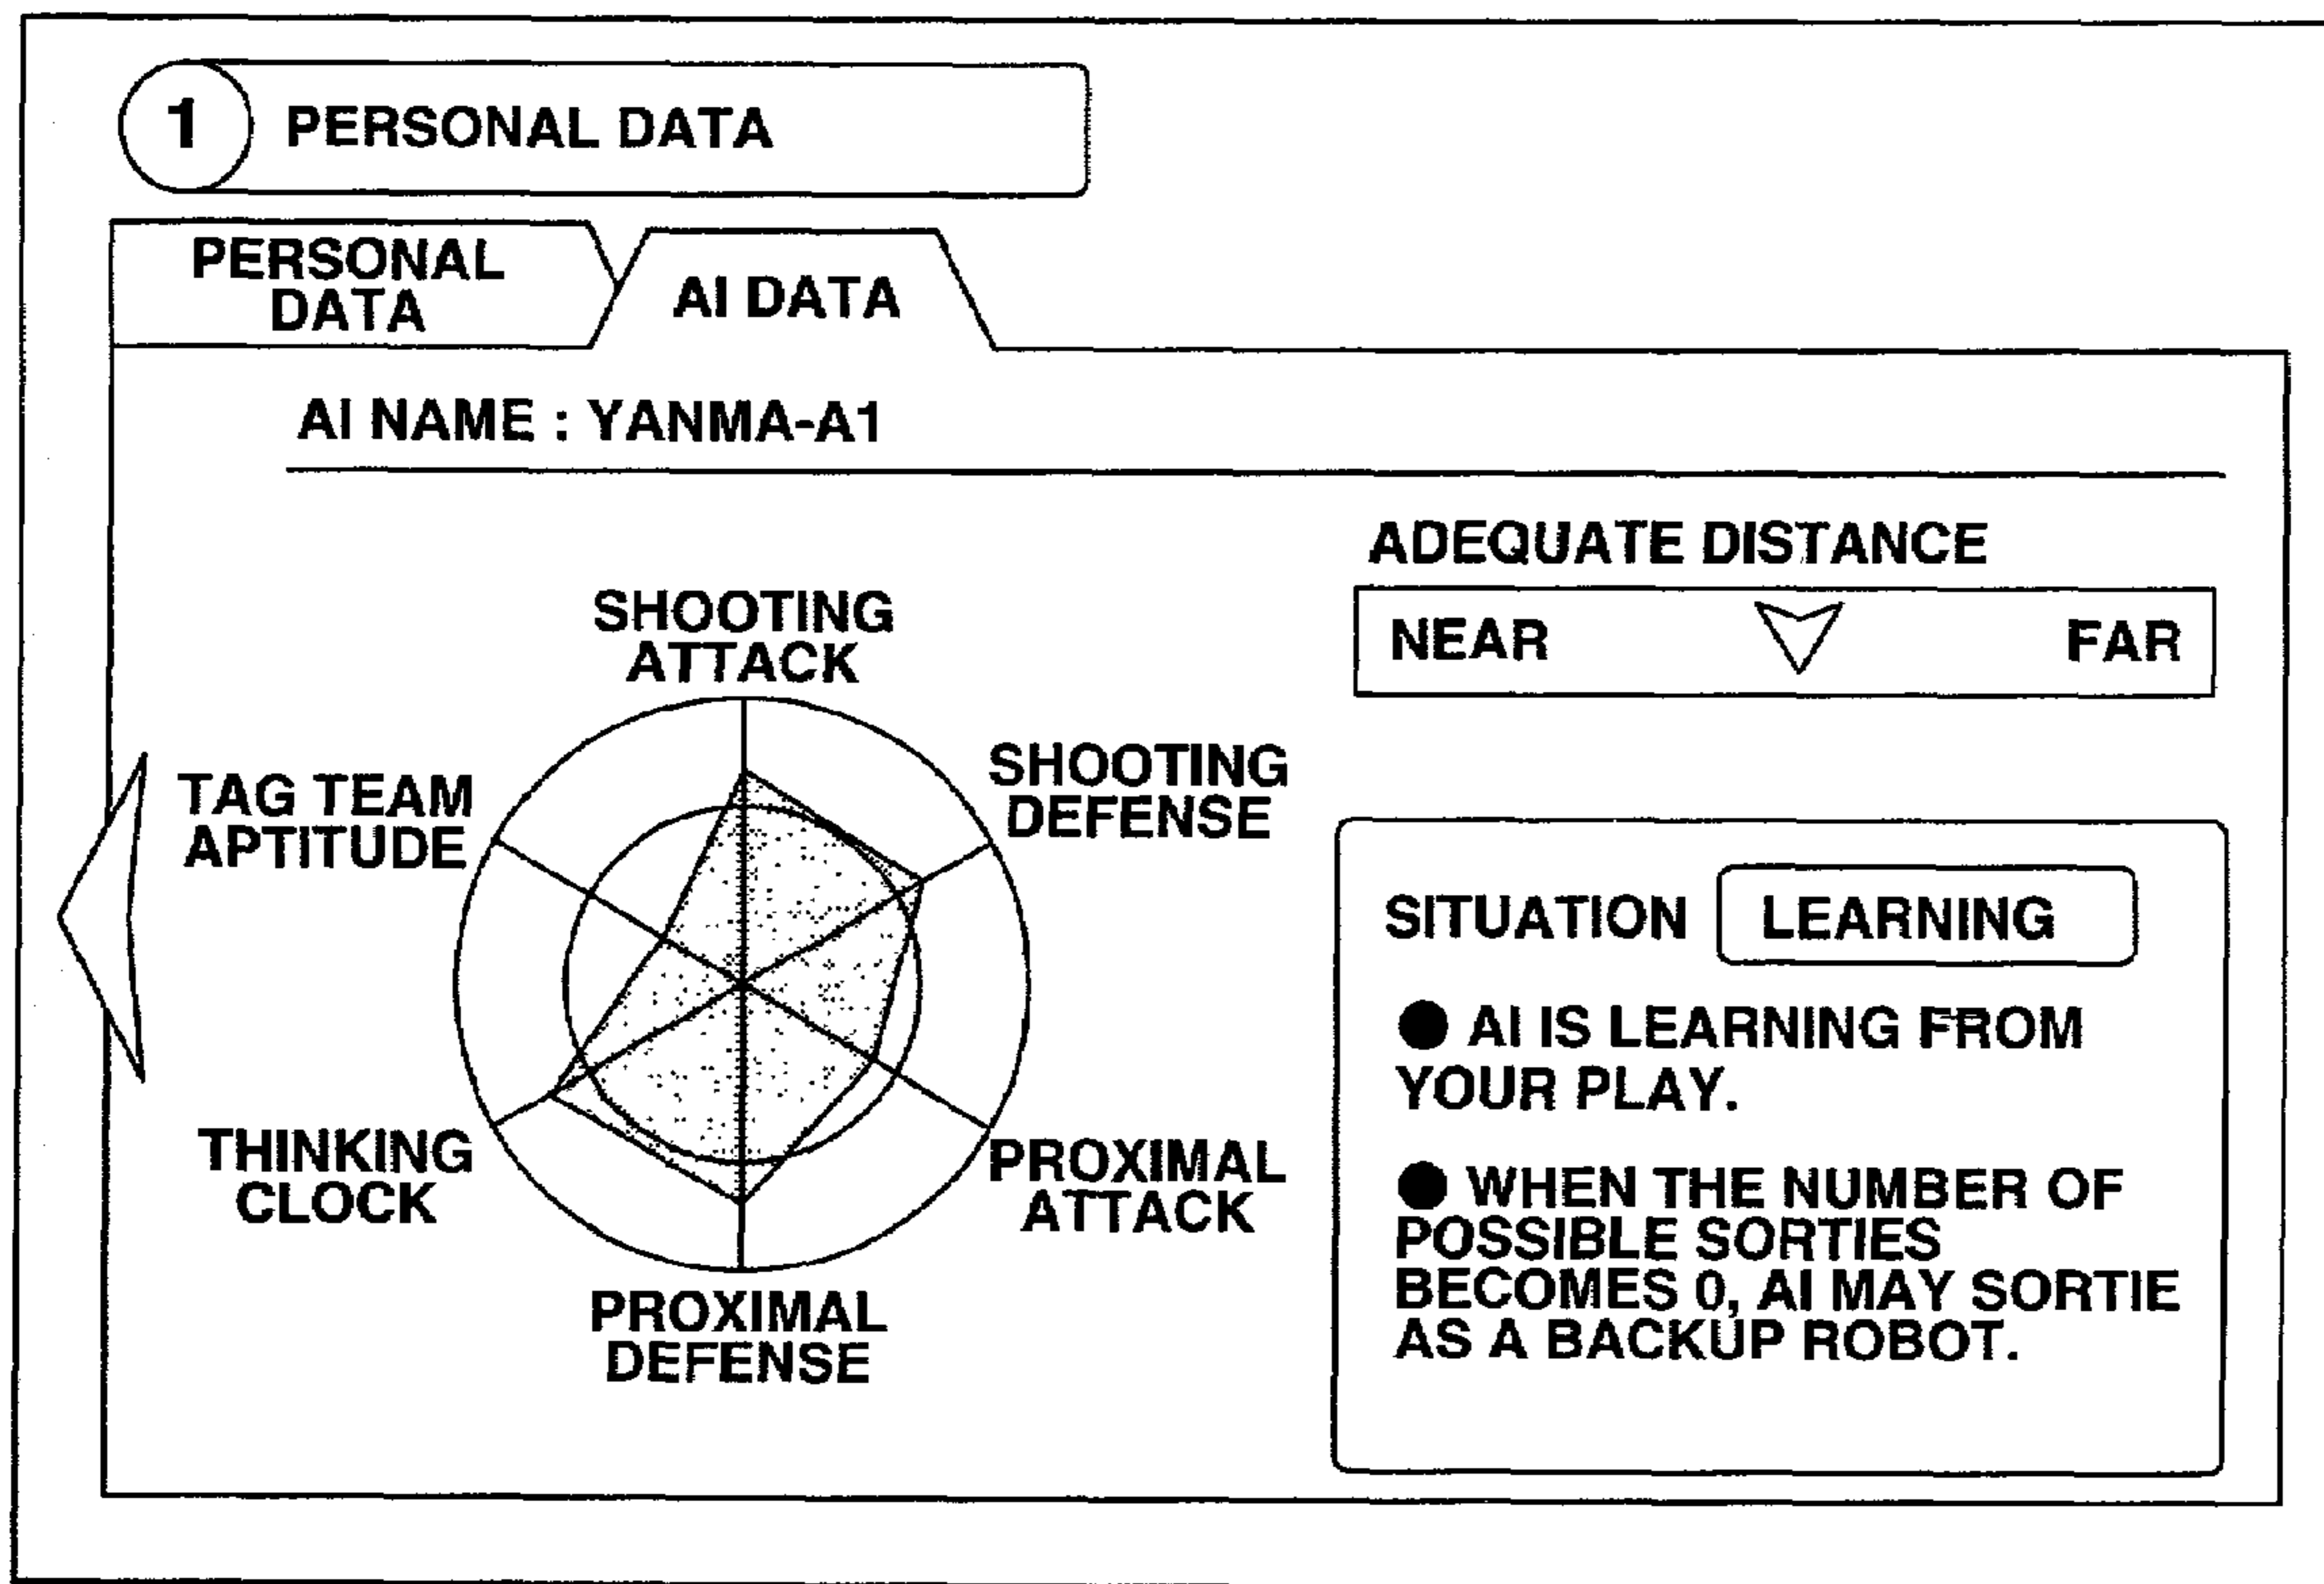 1 PERSONAL DATA
PERSONAL
DATA
AI DATA
AI NAME : YANMA-A1
ADEQUATE DISTANCE
NEAR FAR
SHOOTING
ATTACK
SHOOTING
DEFENSE
TAG TEAM
APTITUDE
THINKING
CLOCK
PROXIMAL
ATTACK
PROXIMAL
DEFENSE
SITUATION LEARNING
● AI IS LEARNING FROM
YOUR PLAY.
● WHEN THE NUMBER OF
POSSIBLE SORTIES
BECOMES 0, AI MAY SORTIE
AS A BACKUP ROBOT.